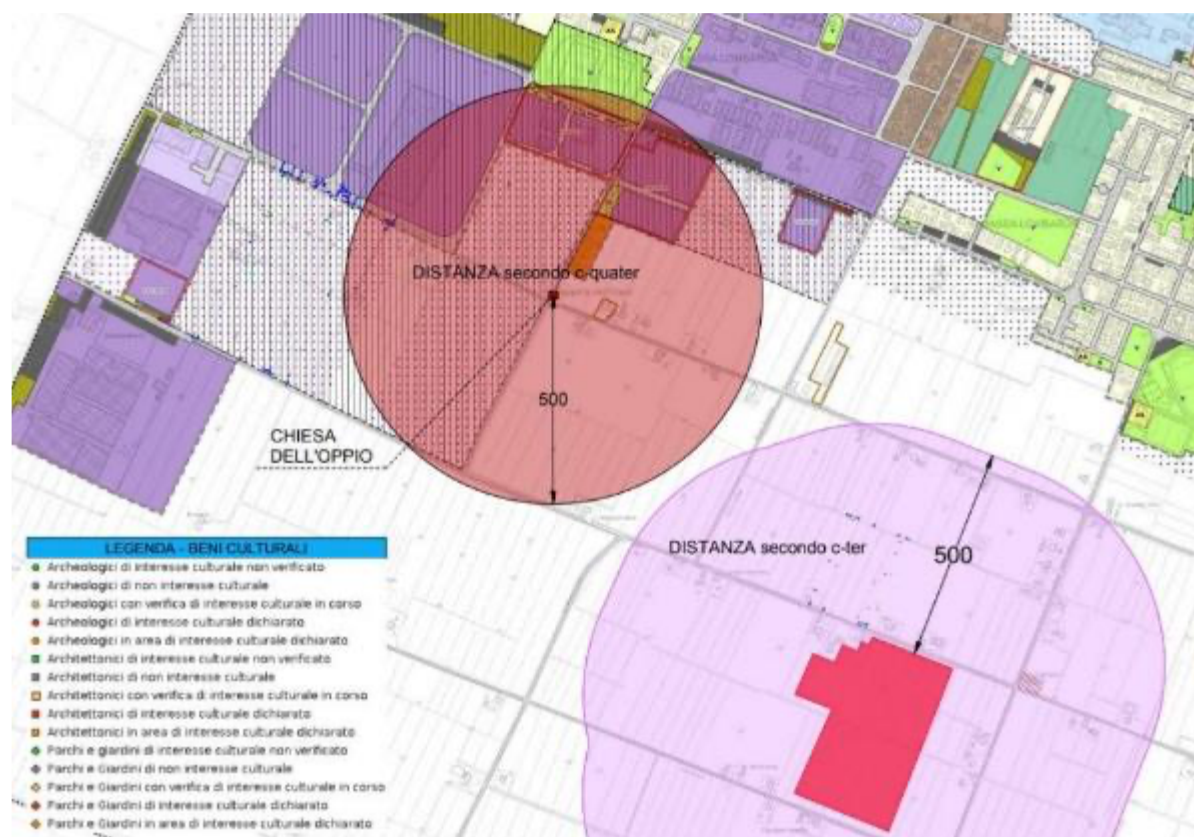 DISTANZA secondo c-quater
500
CHIESA
DELL'OPPIO
DISTANZA secondo c-ter
500
LEGENDA - BENI CULTURALI
Archeologici di interesse culturale non verificato
Archeologici di non interesse culturale
Archeologici con verifica di interesse culturale in corso
Archeologici di interesse culturale dichiarato
Archeologici in area di interesse culturale dichiarato
Architettonici di interesse culturale non verificato
Architettonici di non interesse culturale
Architettonici con verifica di interesse culturale in corso
Architettonici di interesse culturale dichiarato
Architettonici in area di interesse culturale dichiarato
Parchi e giardini di interesse culturale non verificato
Parchi e Giardini di non interesse culturale
Parchi e Giardini con verifica di interesse culturale in corso
Parchi e Giardini di interesse culturale dichiarato
Parchi e Giardini in area di interesse culturale dichiarato